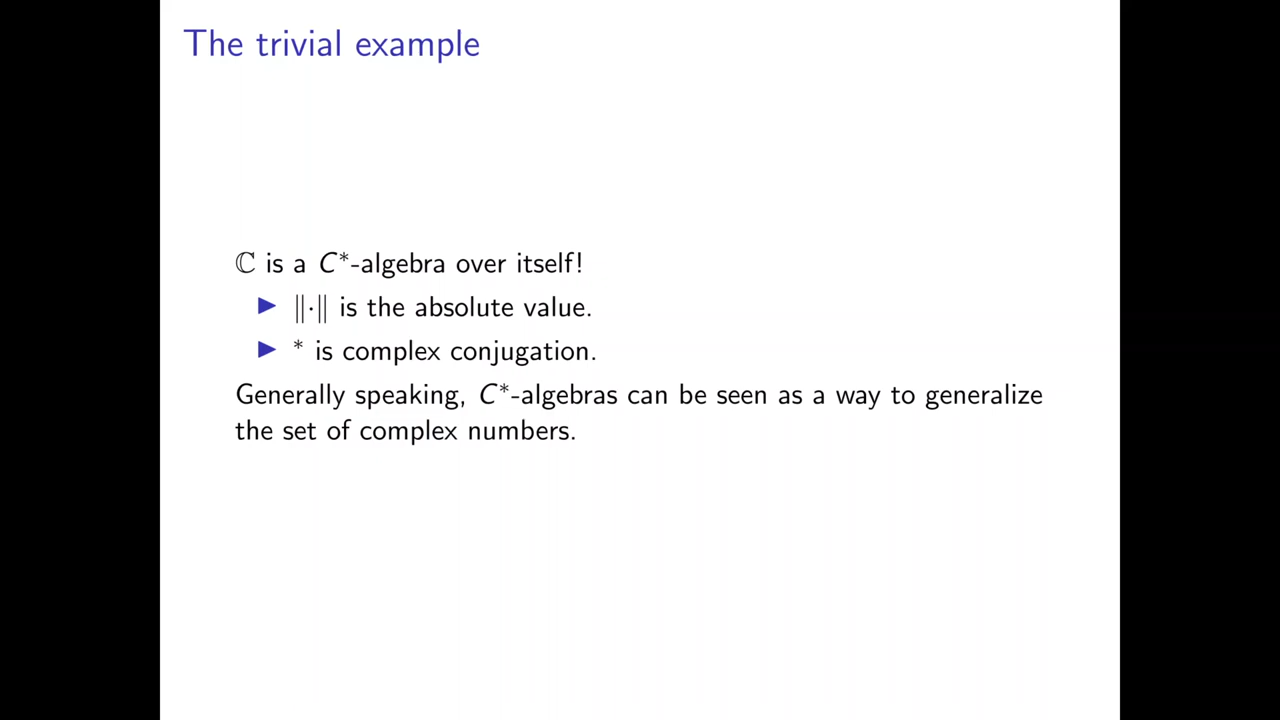 The trivial example
ℂ is a C*-algebra over itself!
▶ ‖·‖ is the absolute value.
▶ * is complex conjugation.
Generally speaking, C*-algebras can be seen as a way to generalize
the set of complex numbers.